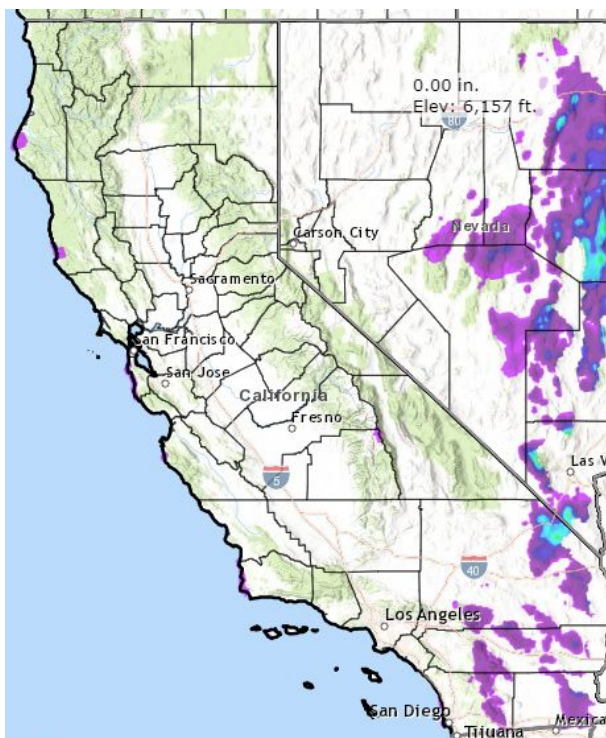 0.00 in.
Elev: 6,157 ft.
80
Nevada
Carson City
Sacramento
San Francisco
San Jose
California
Fresno
5
Las V
40
Los Angeles
San Diego
Tijuana
Mexica